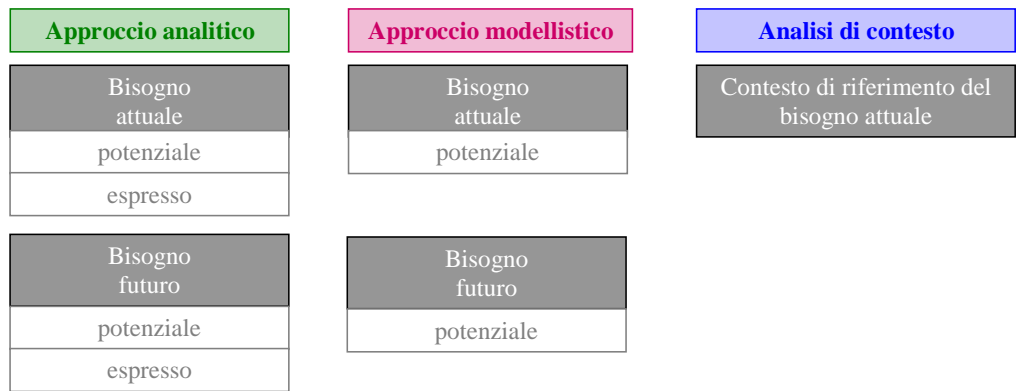 Approccio analitico
Approccio modellistico
Analisi di contesto
Bisogno
attuale
potenziale
espresso
Bisogno
attuale
potenziale
Contesto di riferimento del
bisogno attuale
Bisogno
futuro
potenziale
espresso
Bisogno
futuro
potenziale